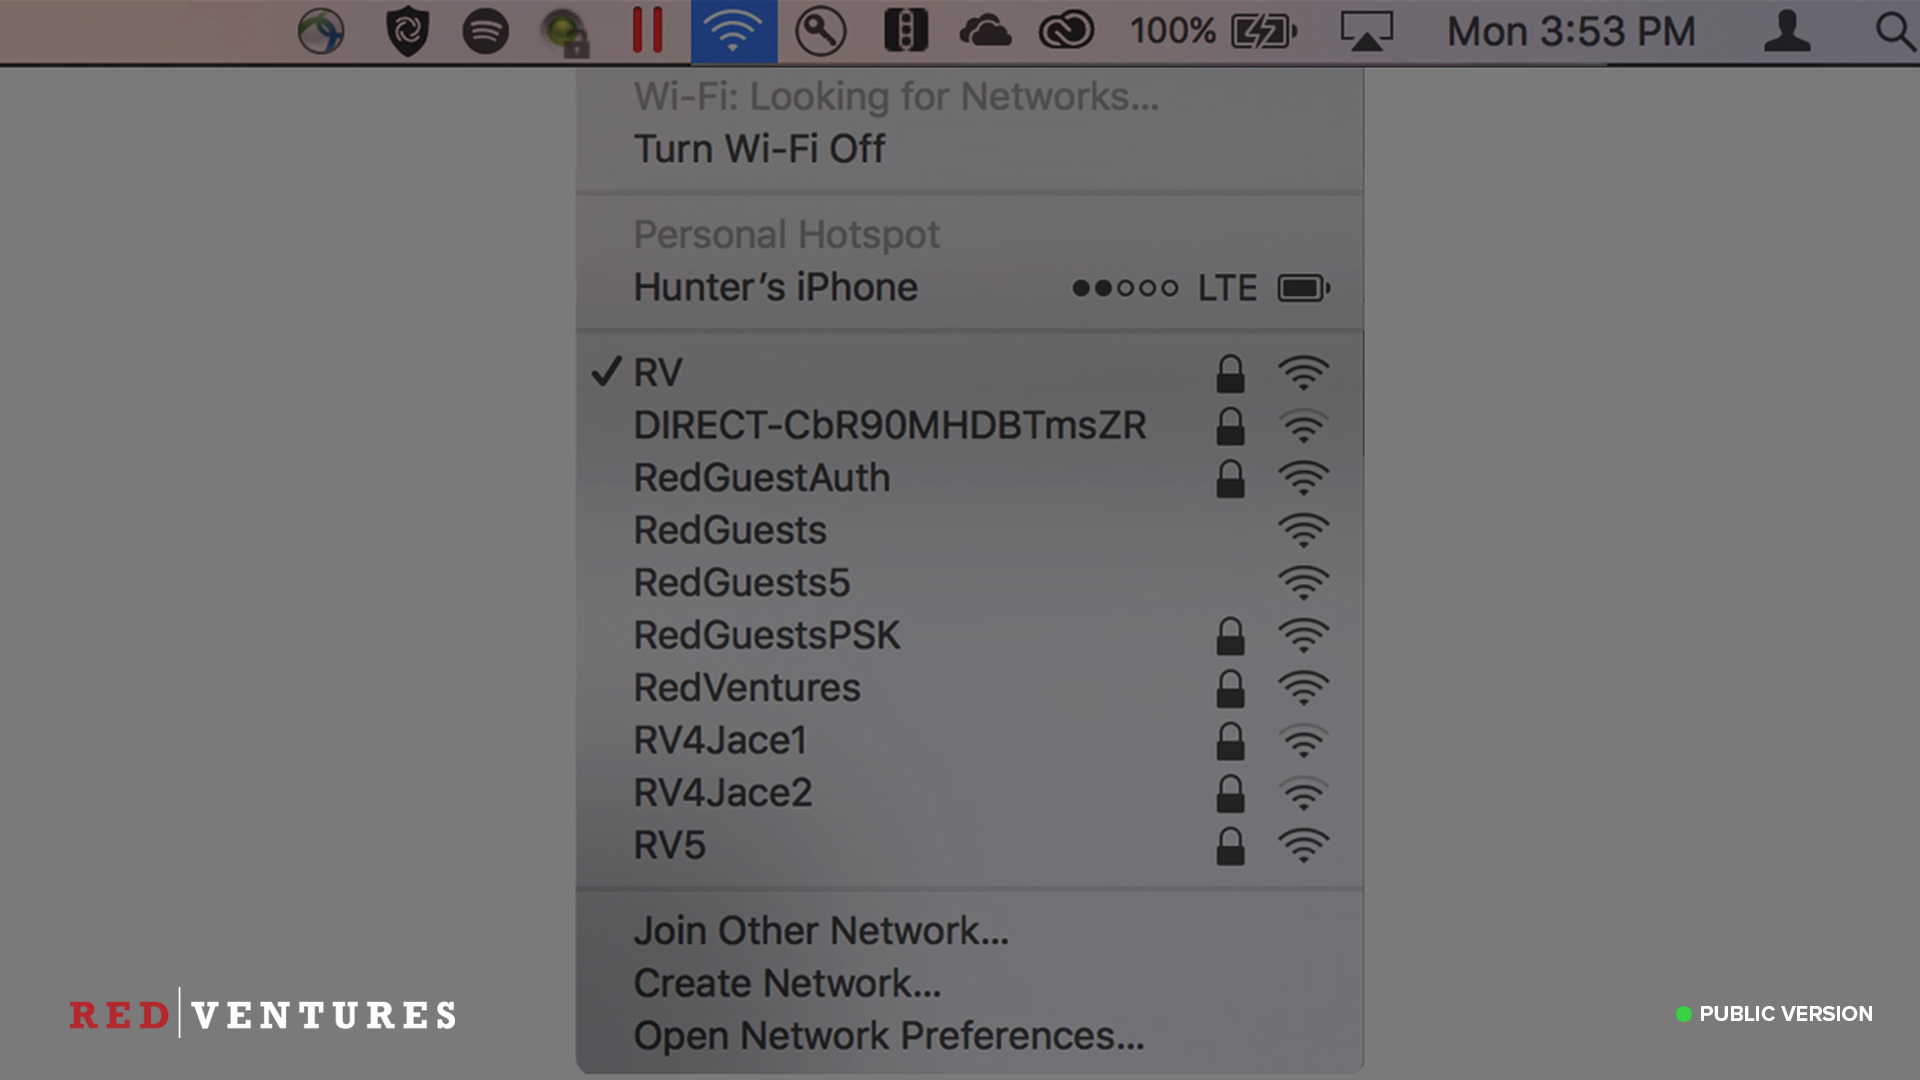 100% Mon 3:53 PM
Wi-Fi: Looking for Networks...
Turn Wi-Fi Off
Personal Hotspot
Hunter’s iPhone LTE
RV
DIRECT-CbR90MHDBTmsZR
RedGuestAuth
RedGuests
RedGuests5
RedGuestsPSK
RedVentures
RV4Jace1
RV4Jace2
RV5
Join Other Network...
Create Network...
Open Network Preferences...
RED VENTURES
PUBLIC VERSION